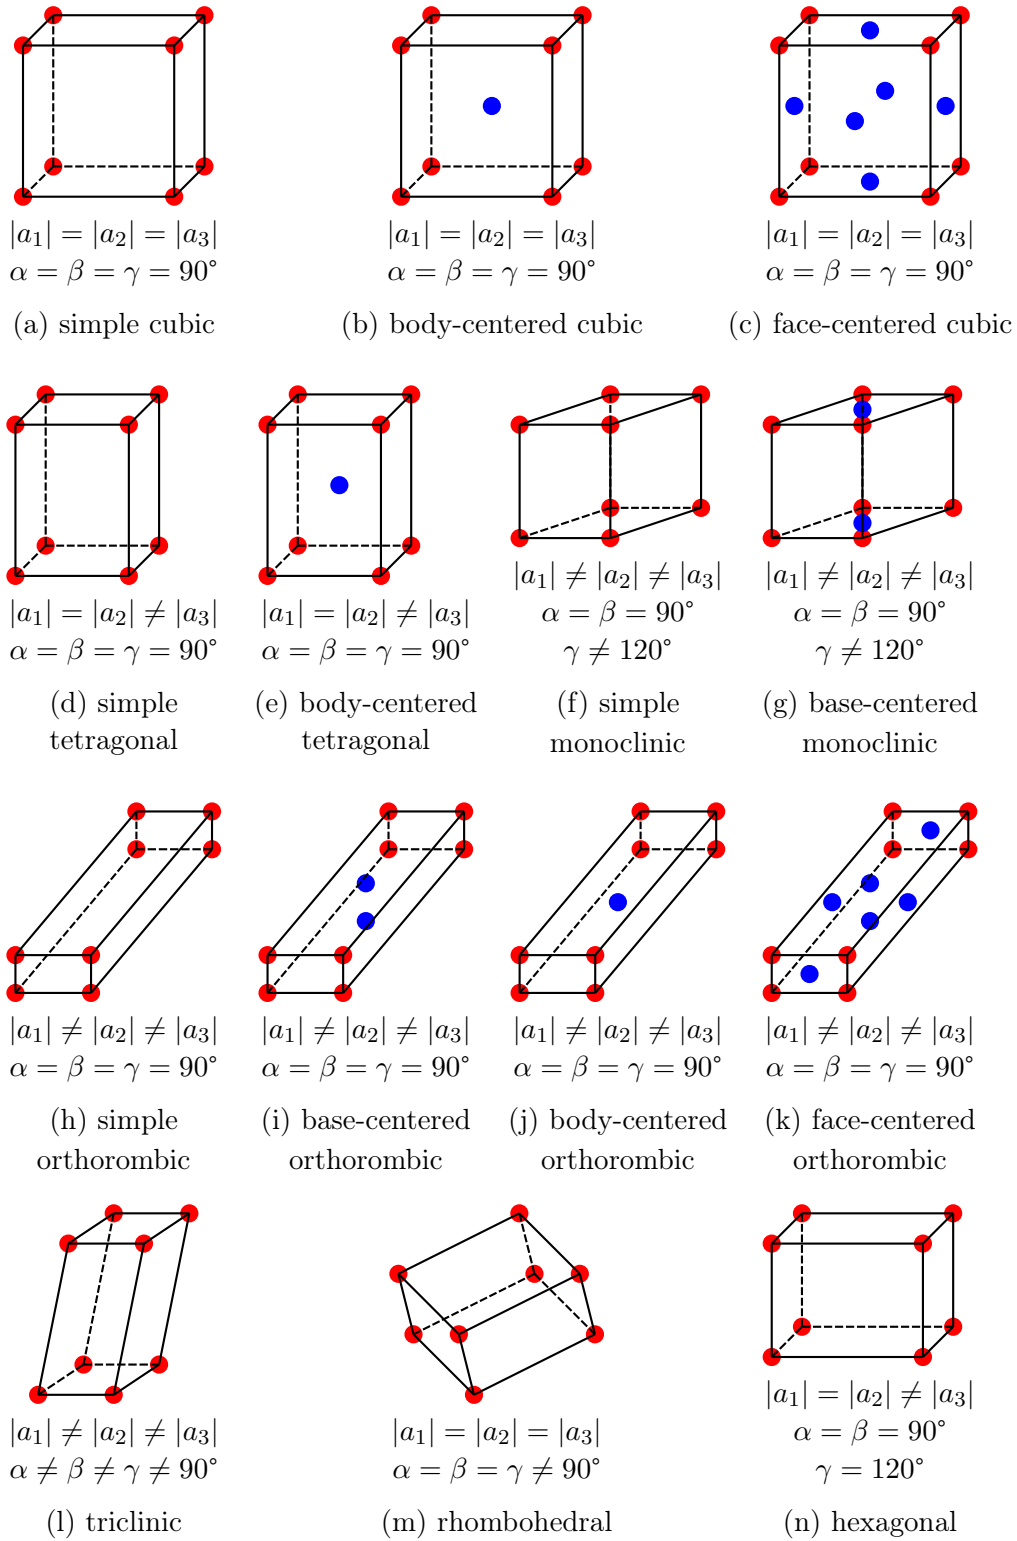 |a₁| = |a₂| = |a₃|
α = β = γ = 90°
(a) simple cubic
|a₁| = |a₂| = |a₃|
α = β = γ = 90°
(b) body-centered cubic
|a₁| = |a₂| = |a₃|
α = β = γ = 90°
(c) face-centered cubic
|a₁| = |a₂| ≠ |a₃|
α = β = γ = 90°
(d) simple
tetragonal
|a₁| = |a₂| ≠ |a₃|
α = β = γ = 90°
(e) body-centered
tetragonal
|a₁| ≠ |a₂| ≠ |a₃|
α = β = 90°
γ ≠ 120°
(f) simple
monoclinic
|a₁| ≠ |a₂| ≠ |a₃|
α = β = 90°
γ ≠ 120°
(g) base-centered
monoclinic
|a₁| ≠ |a₂| ≠ |a₃|
α = β = γ = 90°
(h) simple
orthorombic
|a₁| ≠ |a₂| ≠ |a₃|
α = β = γ = 90°
(i) base-centered
orthorombic
|a₁| ≠ |a₂| ≠ |a₃|
α = β = γ = 90°
(j) body-centered
orthorombic
|a₁| ≠ |a₂| ≠ |a₃|
α = β = γ = 90°
(k) face-centered
orthorombic
|a₁| ≠ |a₂| ≠ |a₃|
α ≠ β ≠ γ ≠ 90°
(l) triclinic
|a₁| = |a₂| = |a₃|
α = β = γ ≠ 90°
(m) rhombohedral
|a₁| = |a₂| ≠ |a₃|
α = β = 90°
γ = 120°
(n) hexagonal